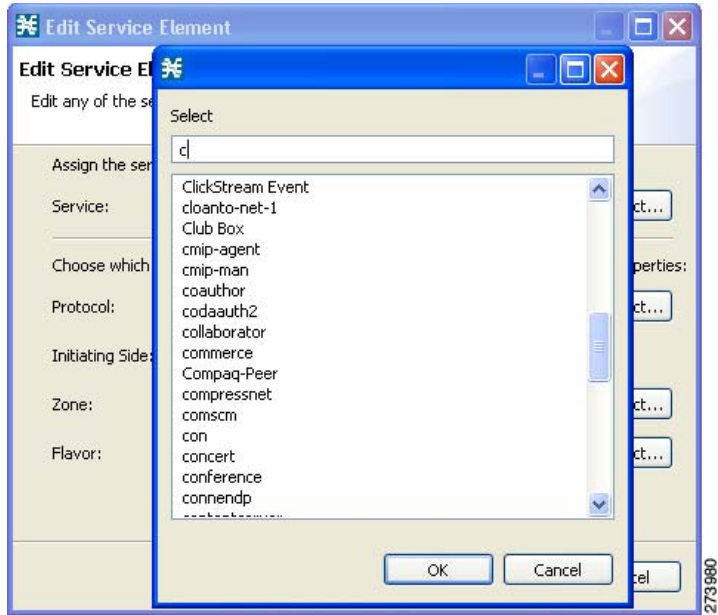 Edit Service Element
Edit Service El
Edit any of the se
Assign the ser
Service:
ct...
Choose which
perties:
Protocol:
ct...
Initiating Side:
Zone:
ct...
Flavor:
ct...
cel
Select
c
ClickStream Event
cloanto-net-1
Club Box
cmip-agent
cmip-man
coauthor
codaauth2
collaborator
commerce
Compaq-Peer
compressnet
comscm
con
concert
conference
connendp
OK
Cancel
273980